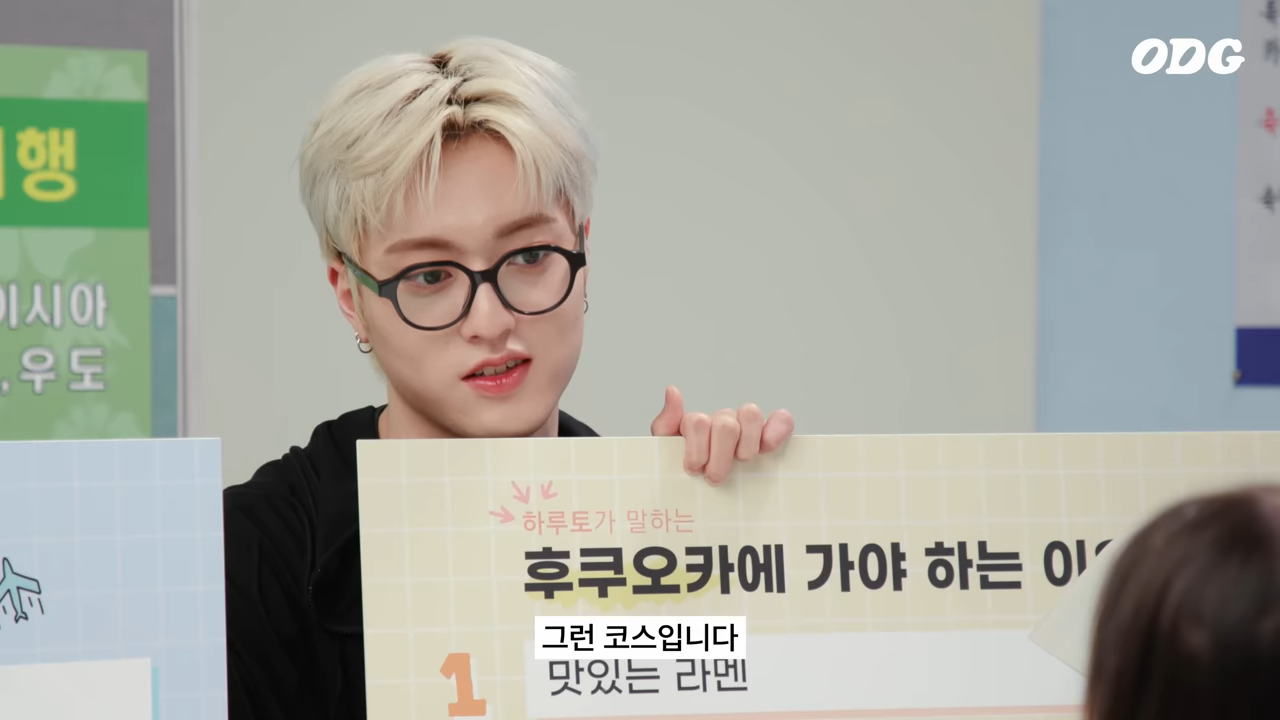 ODG
행
이시아
,우도
하루토가 말하는
후쿠오카에 가야 하는
그런 코스입니다
1
맛있는 라멘